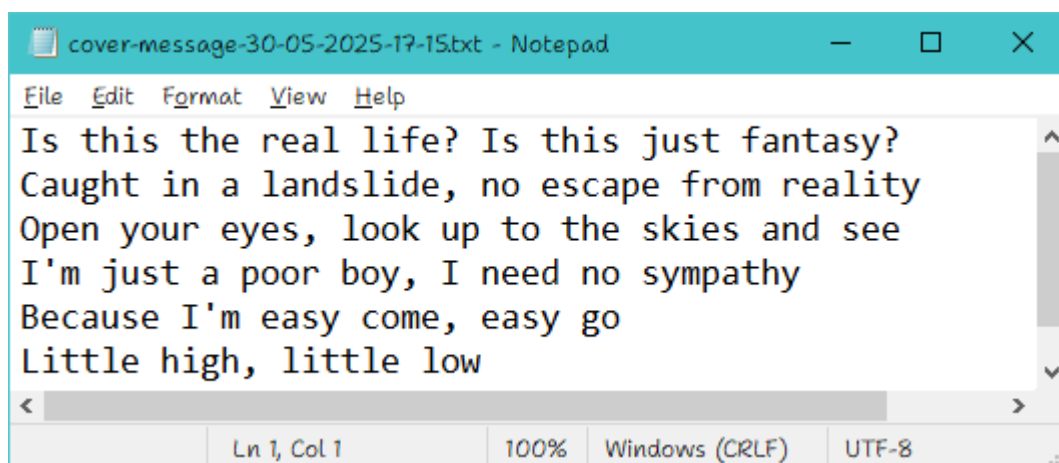 cover-message-30-05-2025-17-15.txt - Notepad
File Edit Format View Help
Is this the real life? Is this just fantasy?
Caught in a landslide, no escape from reality
Open your eyes, look up to the skies and see
I'm just a poor boy, I need no sympathy
Because I'm easy come, easy go
Little high, little low
Ln 1, Col 1 100% Windows (CRLF) UTF-8